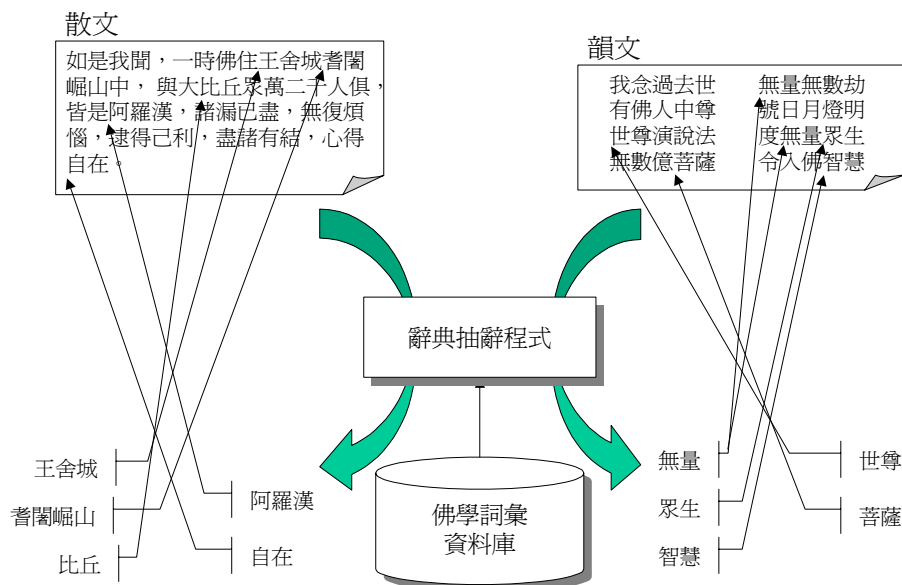 散文
如是我聞，一時佛住王舍城耆闍
崛山中， 與大比丘眾萬二千人俱，
皆是阿羅漢，諸漏已盡，無復煩
惱，逮得己利，盡諸有結，心得
自在。
韻文
我念過去世 無量無數劫
有佛人中尊 號日月燈明
世尊演說法 度無量眾生
無數億菩薩 令入佛智慧
辭典抽辭程式
佛學詞彙
資料庫
王舍城
耆闍崛山
比丘
阿羅漢
自在
無量
眾生
智慧
世尊
菩薩